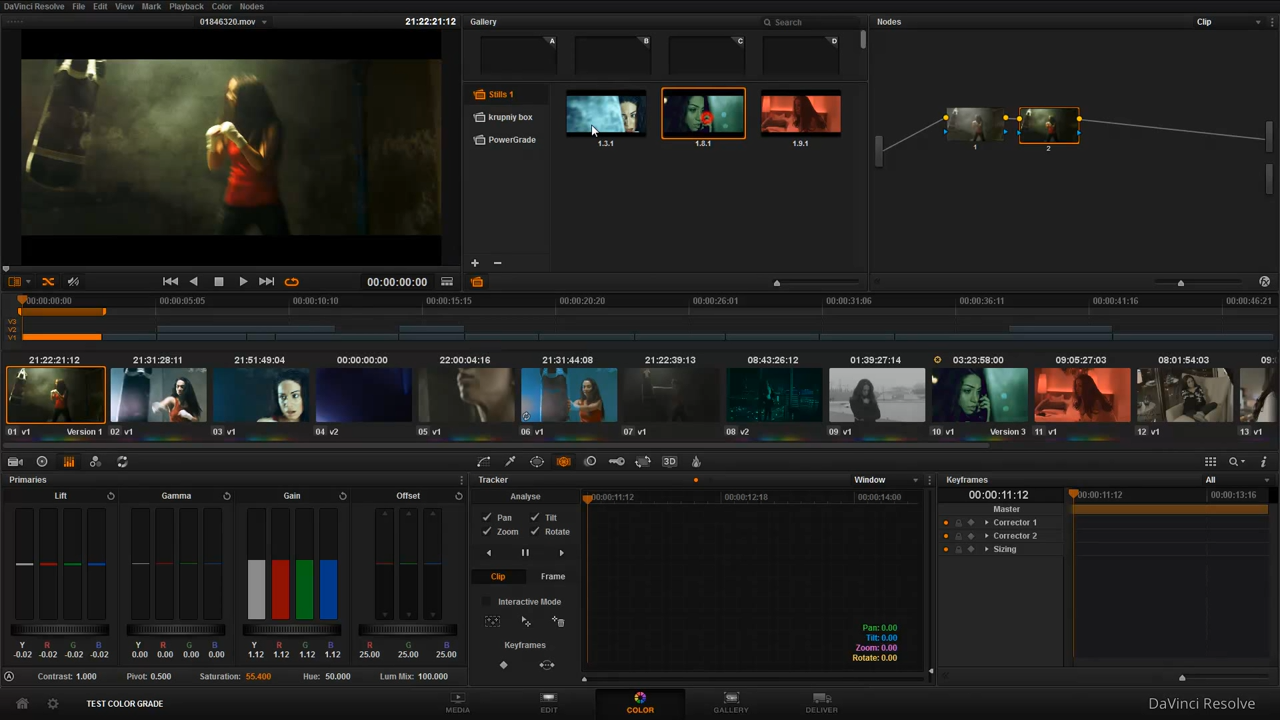 DaVinci Resolve File Edit View Mark Playback Color Nodes
01846320.mov 21:22:21:12 Gallery Search Nodes Clip
A B C D
Stills 1
krupniy box
PowerGrade
1.3.1 1.8.1 1.9.1
1 2
00:00:00:00
00:00:00:00 00:00:05:05 00:00:10:10 00:00:15:15 00:00:20:20 00:00:26:01 00:00:31:06 00:00:36:11 00:00:41:16 00:00:46:21
V3
V2
V1
21:22:21:12 21:31:28:11 21:51:49:04 00:00:00:00 22:00:04:16 21:31:44:08 21:22:39:13 08:43:26:12 01:39:27:14 03:23:58:00 09:05:27:03 08:01:54:03 09:
01 v1 Version 1 02 v1 03 v1 04 v2 05 v1 06 v1 07 v1 08 v2 09 v1 10 v1 Version 3 11 v1 12 v1 13 v1
3D
Primaries Tracker Window Keyframes All
Lift Gamma Gain Offset
Analyse
00:00:11:12 00:00:12:18 00:00:14:00
Pan Tilt
Zoom Rotate
Clip Frame
Interactive Mode
Keyframes
Pan: 0.00
Tilt: 0.00
Zoom: 0.00
Rotate: 0.00
00:00:11:12 00:00:11:12 00:00:13:16
Master
Corrector 1
Corrector 2
Sizing
Y R G B Y R G B Y R G B R G B
-0.02 -0.02 -0.02 -0.02 0.00 0.00 0.00 0.00 1.12 1.12 1.12 1.12 25.00 25.00 25.00
A Contrast: 1.000 Pivot: 0.500 Saturation: 55.400 Hue: 50.000 Lum Mix: 100.000
TEST COLOR GRADE MEDIA EDIT COLOR GALLERY DELIVER DaVinci Resolve